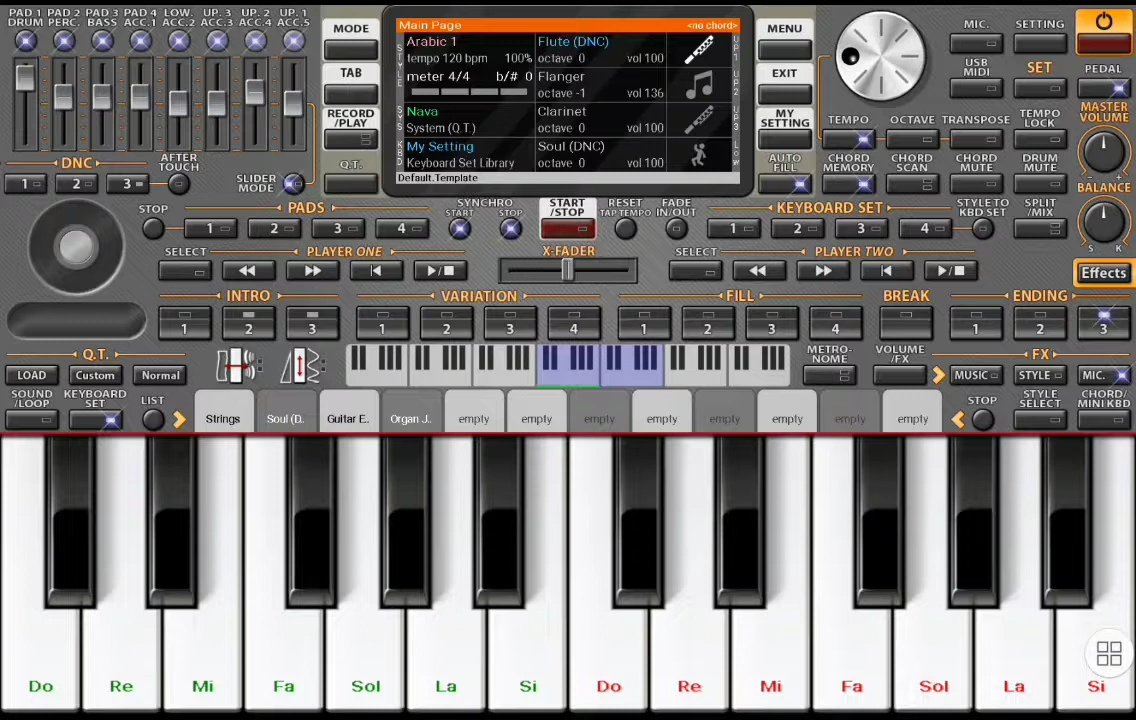 PAD 1 PAD 2 PAD 3 PAD 4 LOW. UP. 3 UP. 2 UP. 1
DRUM PERC. BASS ACC.1 ACC.2 ACC.3 ACC.4 ACC.5
MODE
TAB
RECORD
/PLAY
Q.T.
Main Page <no chord>
STYLE
Arabic 1
tempo 120 bpm 100%
meter 4/4 b/# 0
SYS
Nava
System (Q.T.)
KBD
My Setting
Keyboard Set Library
Flute (DNC)
octave 0 vol 100
Flanger
octave -1 vol 136
Clarinet
octave 0 vol 100
Soul (DNC)
octave 0 vol 100
UP1
UP2
UP3
Low
Default.Template
MENU
EXIT
MY
SETTING
AUTO
FILL
MIC. SETTING
USB
MIDI
SET
PEDAL
MASTER
VOLUME
- +
TEMPO OCTAVE TRANSPOSE TEMPO
LOCK
CHORD
MEMORY
CHORD
SCAN
CHORD
MUTE
DRUM
MUTE
BALANCE
S K
DNC
1 2 3
AFTER
TOUCH
SLIDER
MODE
STOP PADS
1 2 3 4
SYNCHRO
START STOP
START
/STOP
RESET
TAP TEMPO
FADE
IN/OUT
KEYBOARD SET
1 2 3 4
STYLE TO
KBD SET
SPLIT
/MIX
SELECT PLAYER ONE
X-FADER
SELECT PLAYER TWO
Effects
INTRO
1 2 3
VARIATION
1 2 3 4
FILL
1 2 3 4
BREAK
ENDING
1 2 3
Q.T.
LOAD Custom Normal
METRO-
NOME
VOLUME
/FX
FX
MUSIC STYLE MIC.
SOUND
/LOOP
KEYBOARD
SET
LIST
Strings Soul (D.. Guitar E.. Organ J.. empty empty empty empty empty empty empty empty
STOP
STYLE
SELECT
CHORD/
MINI KBD
Do Re Mi Fa Sol La Si Do Re Mi Fa Sol La Si